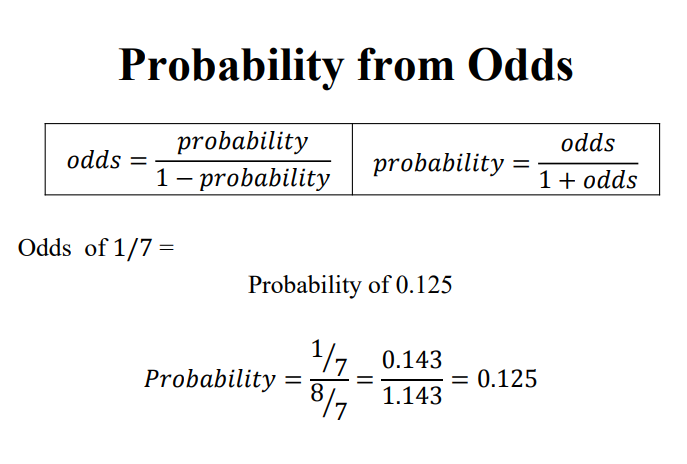 Probability from Odds
odds = probability / 1 − probability
probability = odds / 1 + odds
Odds of 1/7 =
Probability of 0.125
Probability = 1/7 / 8/7 = 0.143 / 1.143 = 0.125